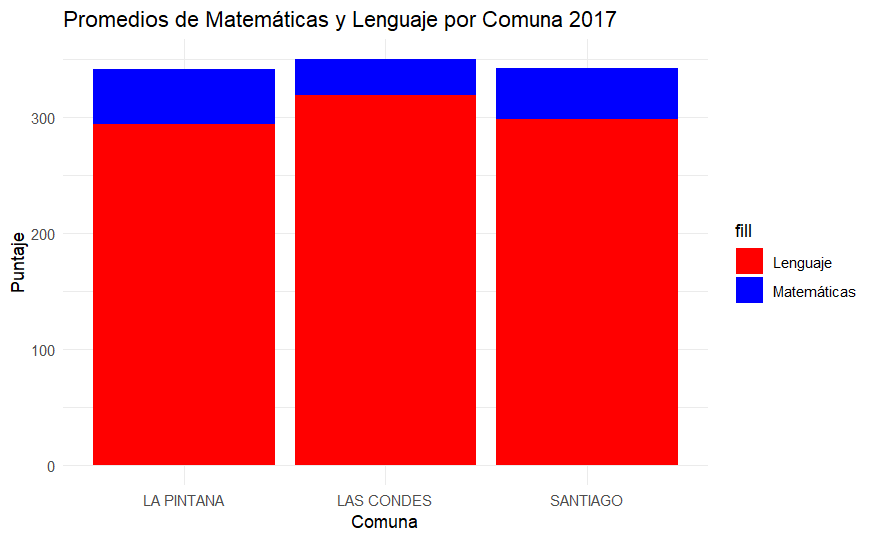 Promedios de Matemáticas y Lenguaje por Comuna 2017
Puntaje
300
200
100
0
LA PINTANA
LAS CONDES
SANTIAGO
Comuna
fill
Lenguaje
Matemáticas